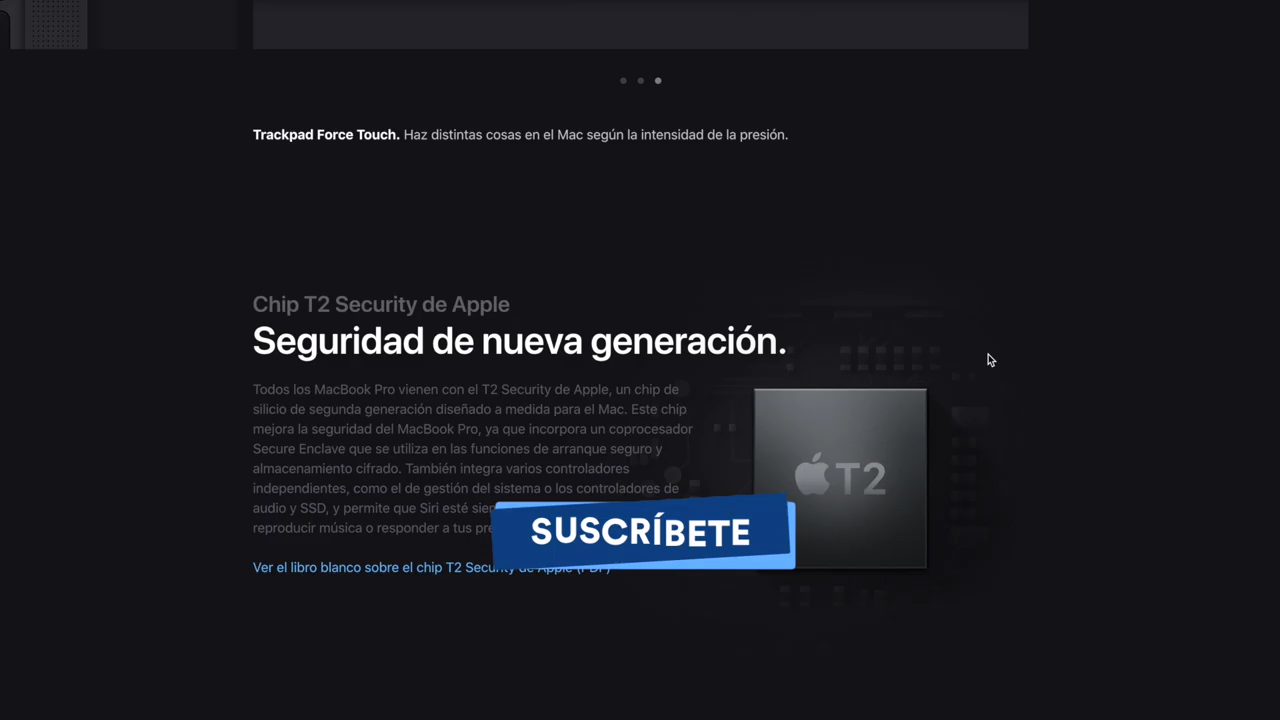 Trackpad Force Touch. Haz distintas cosas en el Mac según la intensidad de la presión.
Chip T2 Security de Apple
Seguridad de nueva generación.
Todos los MacBook Pro vienen con el T2 Security de Apple, un chip de
silicio de segunda generación diseñado a medida para el Mac. Este chip
mejora la seguridad del MacBook Pro, ya que incorpora un coprocesador
Secure Enclave que se utiliza en las funciones de arranque seguro y
almacenamiento cifrado. También integra varios controladores
independientes, como el de gestión del sistema o los controladores de
audio y SSD, y permite que Siri esté
reproducir música o responder a tus
Ver el libro blanco sobre el chip T2 Security de Apple (PDF)
T2
SUSCRÍBETE